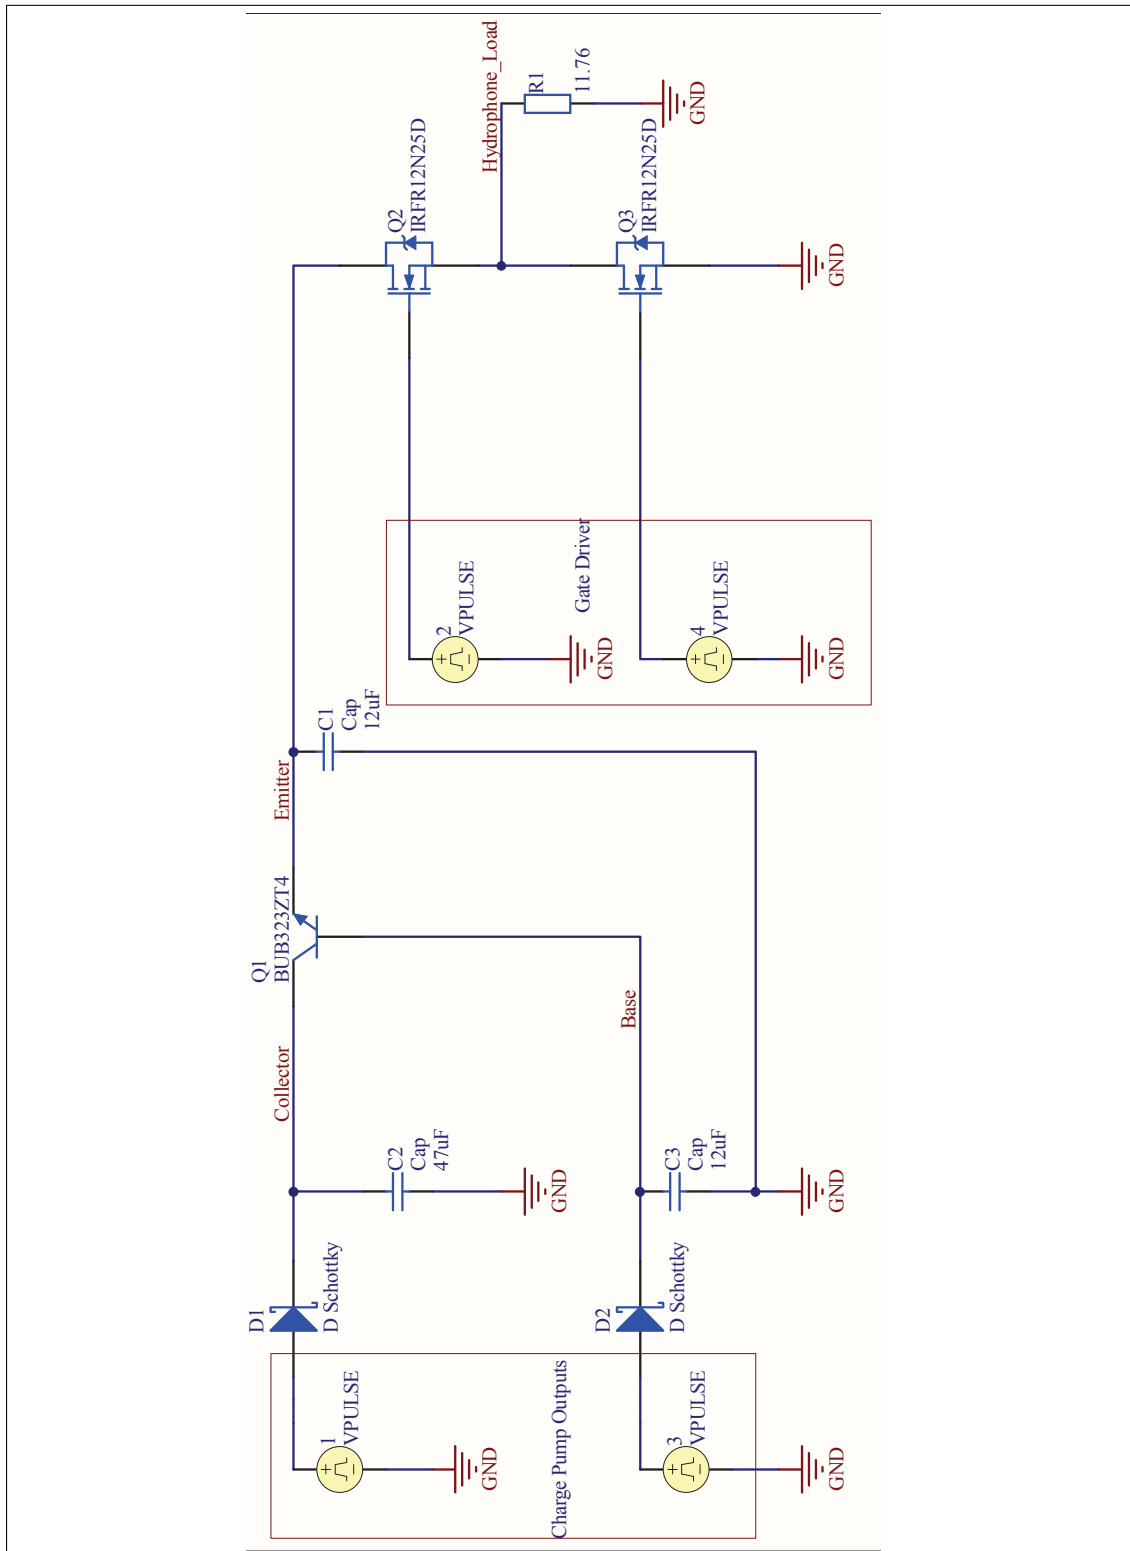 Hydrophone_Load
R1
11.76
GND
Q2
IRFR12N25D
Q3
IRFR12N25D
GND
Gate Driver
2
VPULSE
GND
4
VPULSE
GND
C1
Cap
12uF
Emitter
Q1
BUB323ZT4
Base
Collector
C2
Cap
47uF
GND
C3
Cap
12uF
GND
D1
D Schottky
D2
D Schottky
Charge Pump Outputs
1
VPULSE
GND
3
VPULSE
GND